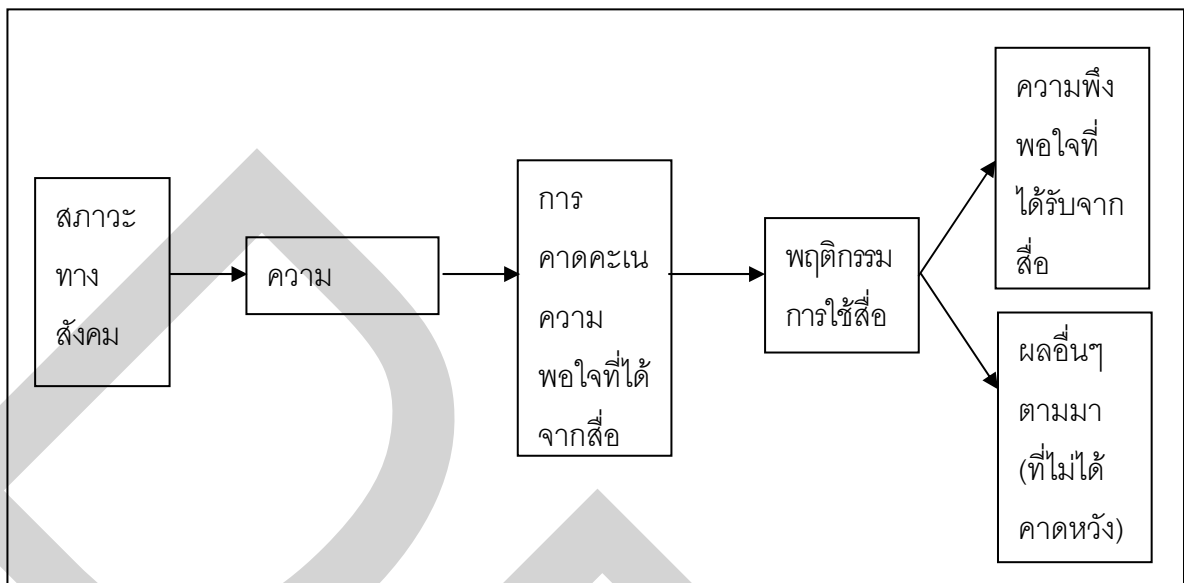 สภาวะ
ทาง
สังคม
ความ
การ
คาดคะเน
ความ
พอใจที่ได้
จากสื่อ
พฤติกรรม
การใช้สื่อ
ความพึง
พอใจที่
ได้รับจาก
สื่อ
ผลอื่นๆ
ตามมา
(ที่ไม่ได้
คาดหวัง)